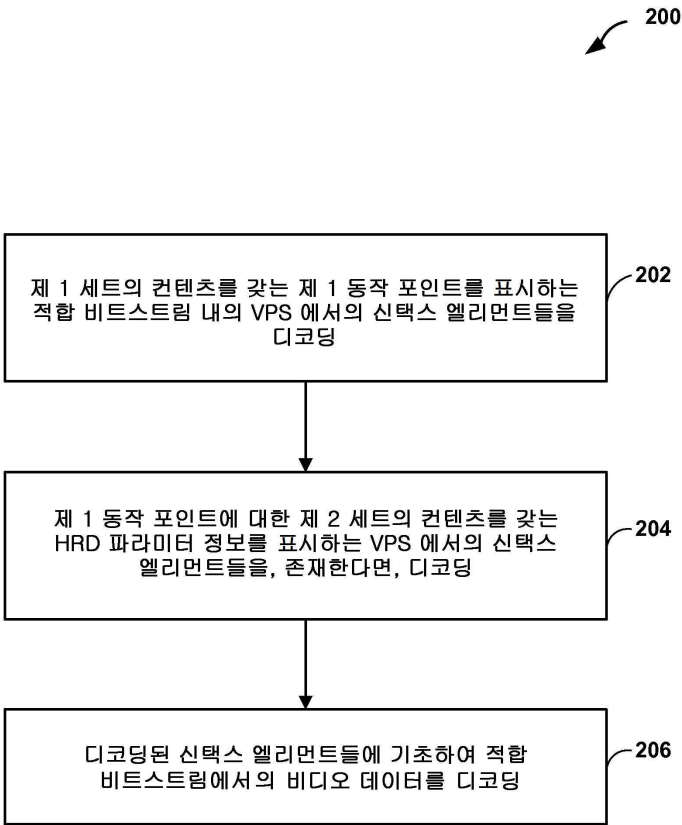 200
제 1 세트의 컨텐츠를 갖는 제 1 동작 포인트를 표시하는
적합 비트스트림 내의 VPS 에서의 신택스 엘리먼트들을
디코딩
202
제 1 동작 포인트에 대한 제 2 세트의 컨텐츠를 갖는
HRD 파라미터 정보를 표시하는 VPS 에서의 신택스
엘리먼트들을, 존재한다면, 디코딩
204
디코딩된 신택스 엘리먼트들에 기초하여 적합
비트스트림에서의 비디오 데이터를 디코딩
206